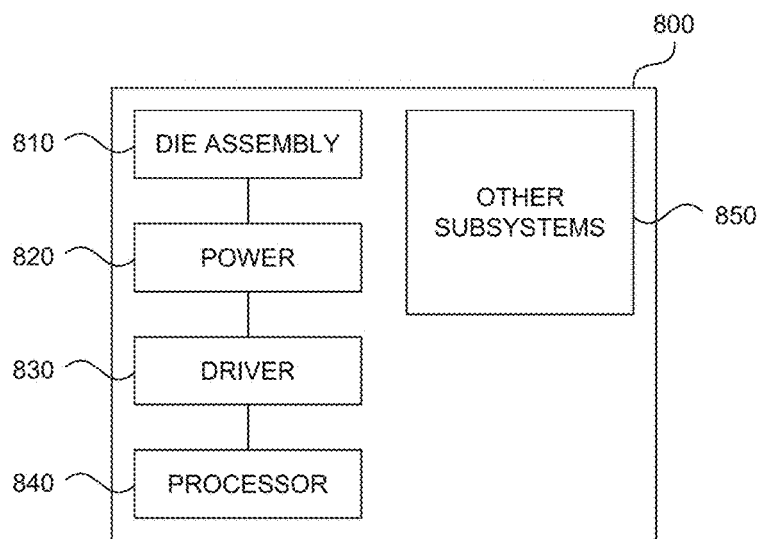 800
810 DIE ASSEMBLY
OTHER
SUBSYSTEMS 850
820 POWER
830 DRIVER
840 PROCESSOR